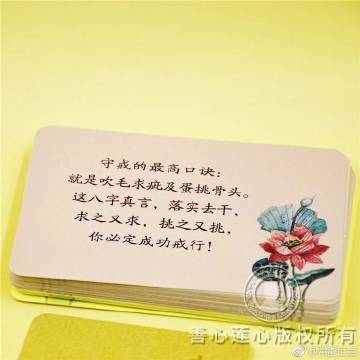 守戒的最高口诀：
就是吹毛求疵及蛋挑骨头。
这八字真言，落实去干，
求之又求，挑之又挑，
你必定成功戒行！
善心莲心版权所有